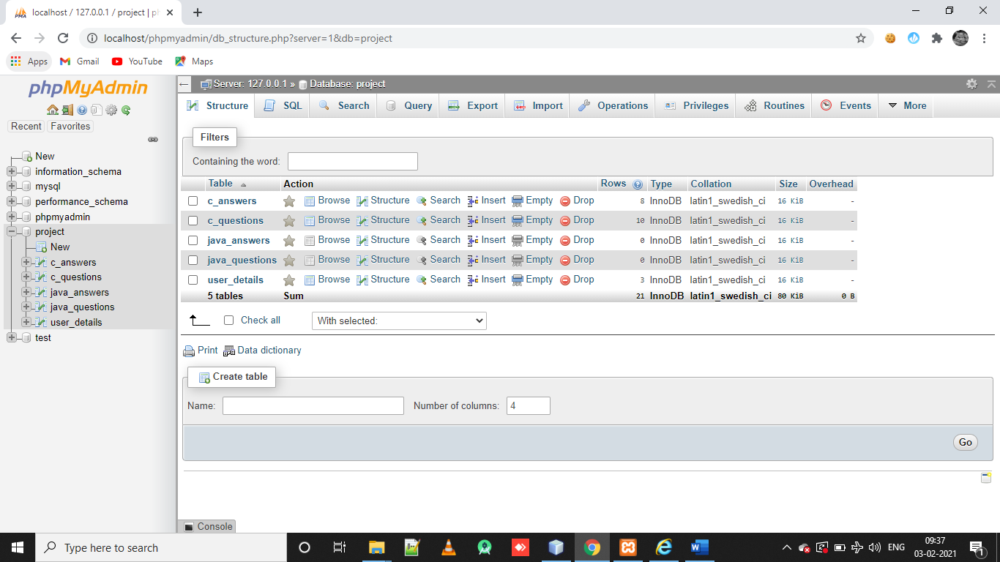 localhost / 127.0.0.1 / project | ph
localhost/phpmyadmin/db_structure.php?server=1&db=project
Apps Gmail YouTube Maps
phpMyAdmin
Recent Favorites
New
information_schema
mysql
performance_schema
phpmyadmin
project
New
c_answers
c_questions
java_answers
java_questions
user_details
test
Server: 127.0.0.1 » Database: project
Structure SQL Search Query Export Import Operations Privileges Routines Events More
Filters
Containing the word:
Table Action Rows Type Collation Size Overhead
c_answers Browse Structure Search Insert Empty Drop 8 InnoDB latin1_swedish_ci 16 KiB -
c_questions Browse Structure Search Insert Empty Drop 10 InnoDB latin1_swedish_ci 16 KiB -
java_answers Browse Structure Search Insert Empty Drop 0 InnoDB latin1_swedish_ci 16 KiB -
java_questions Browse Structure Search Insert Empty Drop 0 InnoDB latin1_swedish_ci 16 KiB -
user_details Browse Structure Search Insert Empty Drop 3 InnoDB latin1_swedish_ci 16 KiB -
5 tables Sum 21 InnoDB latin1_swedish_ci 80 KiB 0 B
Check all With selected:
Print Data dictionary
Create table
Name: Number of columns: 4
Go
Console
Type here to search
ENG
09:37
03-02-2021
1